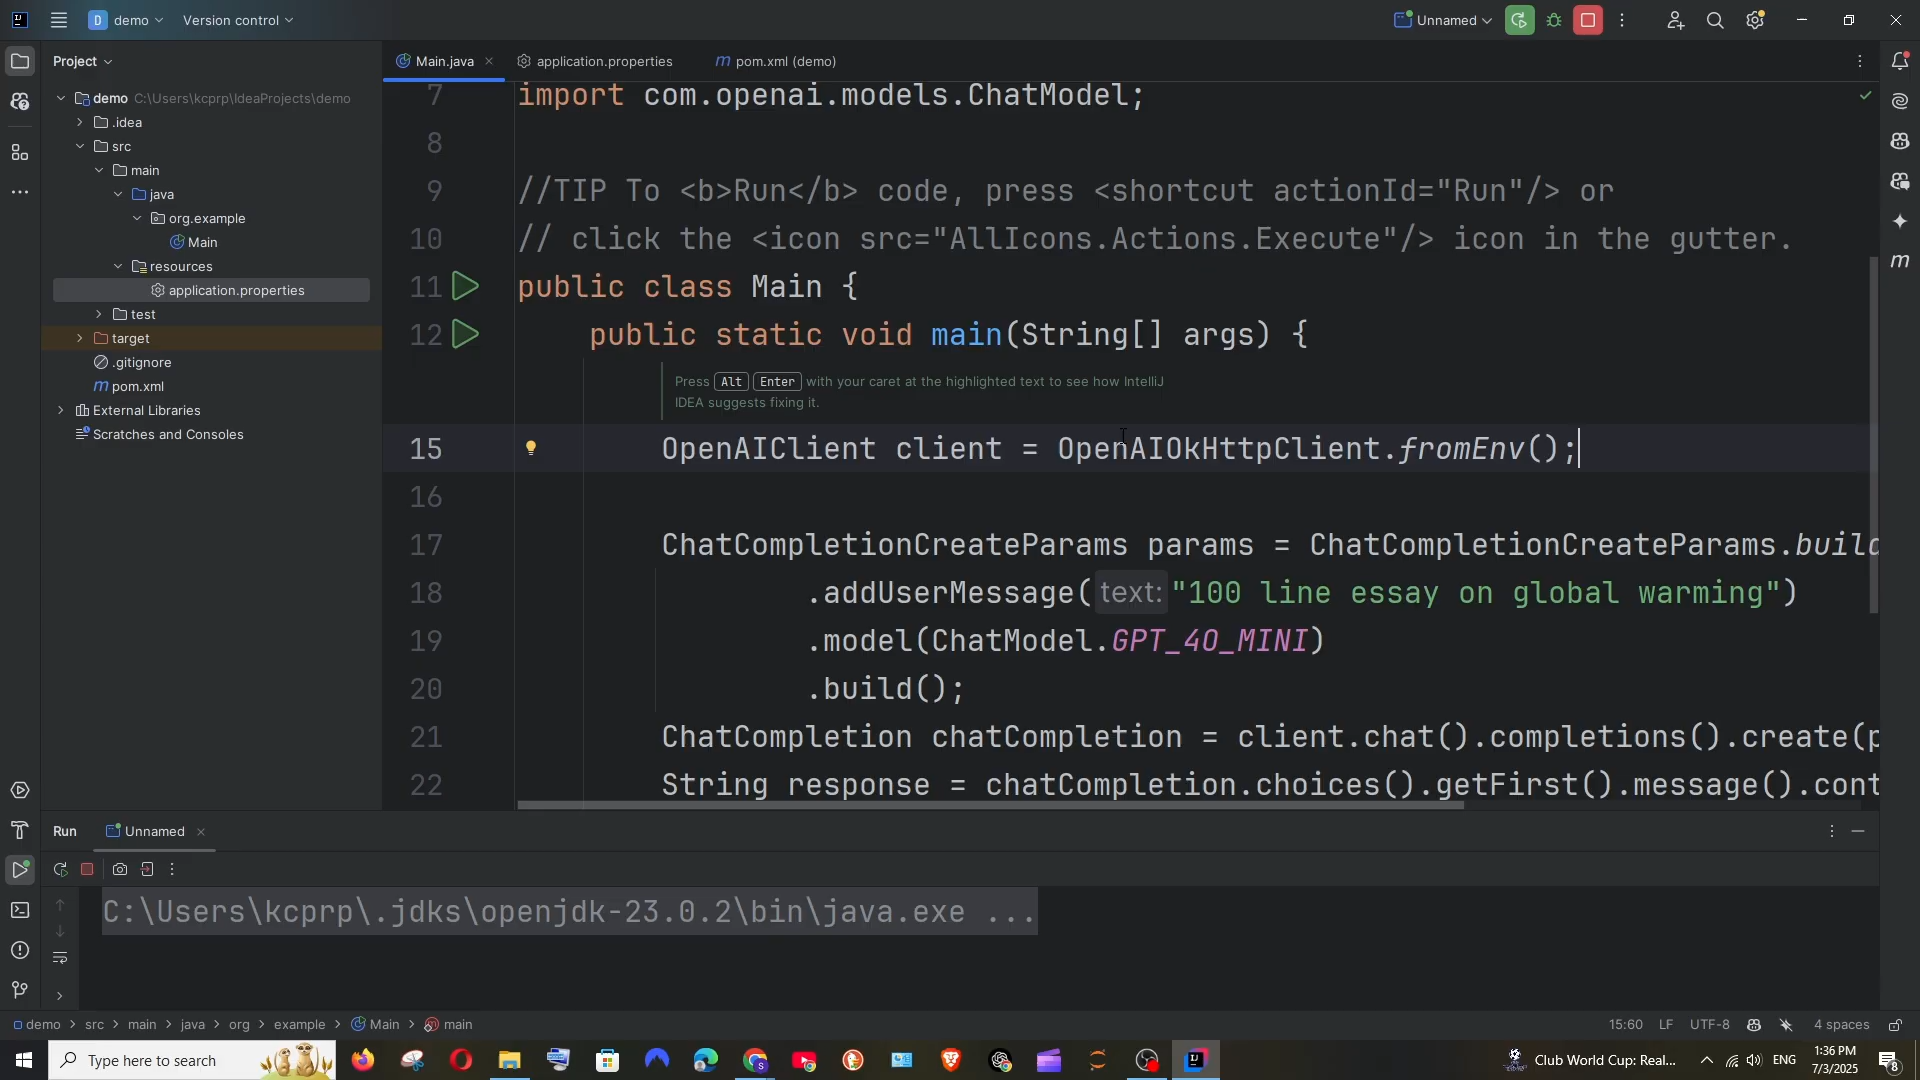 D demo
Version control
Unnamed
Project
Main.java
application.properties
m pom.xml (demo)
demo C:\Users\kcprp\IdeaProjects\demo
.idea
src
main
java
org.example
Main
resources
application.properties
test
target
.gitignore
m pom.xml
External Libraries
Scratches and Consoles
7 import com.openai.models.ChatModel;
8
9 //TIP To <b>Run</b> code, press <shortcut actionId="Run"/> or
10 // click the <icon src="AllIcons.Actions.Execute"/> icon in the gutter.
11 public class Main {
12 public static void main(String[] args) {
Press Alt Enter with your caret at the highlighted text to see how IntelliJ
IDEA suggests fixing it.
15 OpenAIClient client = OpenAIOkHttpClient.fromEnv();
16
17 ChatCompletionCreateParams params = ChatCompletionCreateParams.build
18 .addUserMessage( text: "100 line essay on global warming")
19 .model(ChatModel.GPT_4O_MINI)
20 .build();
21 ChatCompletion chatCompletion = client.chat().completions().create(p
22 String response = chatCompletion.choices().getFirst().message().cont
m
Run
Unnamed
C:\Users\kcprp\.jdks\openjdk-23.0.2\bin\java.exe ...
demo > src > main > java > org > example > Main > main
15:60 LF UTF-8 4 spaces
Type here to search
Club World Cup: Real...
ENG
1:36 PM
7/3/2025
8